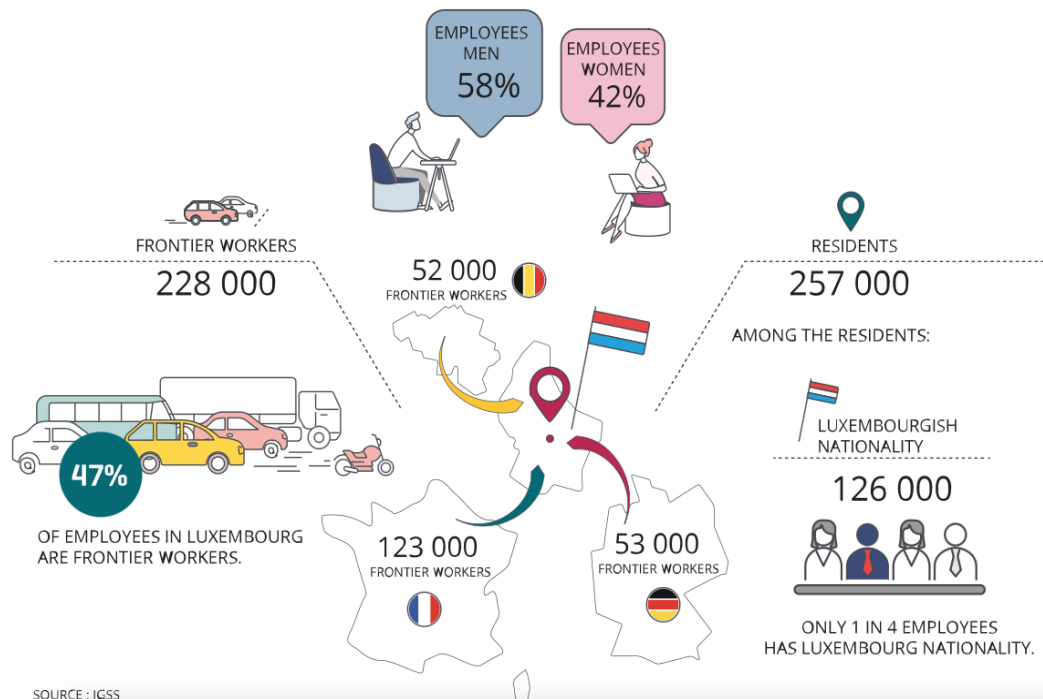 EMPLOYEES
MEN
58%
EMPLOYEES
WOMEN
42%
FRONTIER WORKERS
228 000
52 000
FRONTIER WORKERS
RESIDENTS
257 000
AMONG THE RESIDENTS:
LUXEMBOURGISH
NATIONALITY
126 000
47%
OF EMPLOYEES IN LUXEMBOURG
ARE FRONTIER WORKERS.
123 000
FRONTIER WORKERS
53 000
FRONTIER WORKERS
ONLY 1 IN 4 EMPLOYEES
HAS LUXEMBOURG NATIONALITY.
SOURCE : IGSS